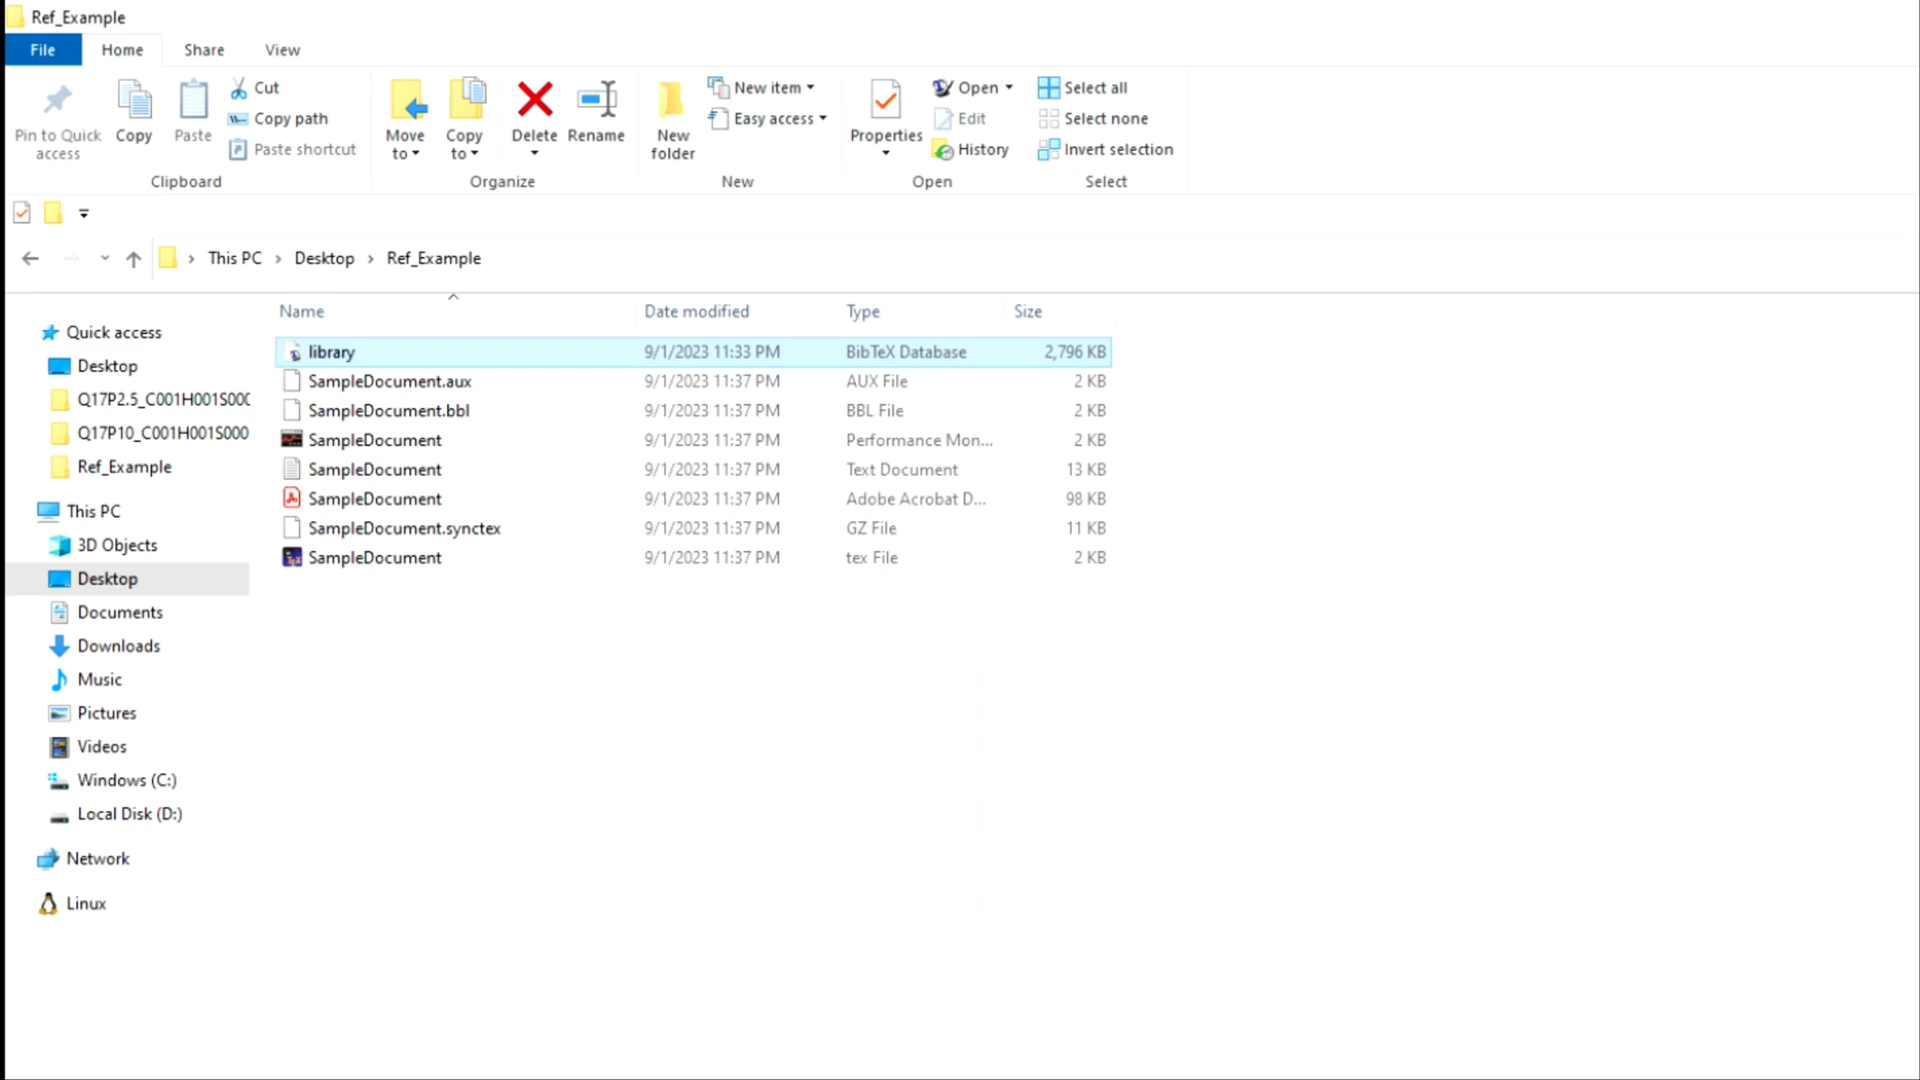 Ref_Example
File Home Share View
Pin to Quick access
Copy
Paste
Cut
Copy path
Paste shortcut
Clipboard
Move to
Copy to
Delete
Rename
Organize
New folder
New item
Easy access
New
Properties
Open
Edit
History
Open
Select all
Select none
Invert selection
Select
This PC > Desktop > Ref_Example
Name Date modified Type Size
library 9/1/2023 11:33 PM BibTeX Database 2,796 KB
SampleDocument.aux 9/1/2023 11:37 PM AUX File 2 KB
SampleDocument.bbl 9/1/2023 11:37 PM BBL File 2 KB
SampleDocument 9/1/2023 11:37 PM Performance Mon... 2 KB
SampleDocument 9/1/2023 11:37 PM Text Document 13 KB
SampleDocument 9/1/2023 11:37 PM Adobe Acrobat D... 98 KB
SampleDocument.synctex 9/1/2023 11:37 PM GZ File 11 KB
SampleDocument 9/1/2023 11:37 PM tex File 2 KB
Quick access
Desktop
Q17P2.5_C001H001S000
Q17P10_C001H001S000
Ref_Example
This PC
3D Objects
Desktop
Documents
Downloads
Music
Pictures
Videos
Windows (C:)
Local Disk (D:)
Network
Linux